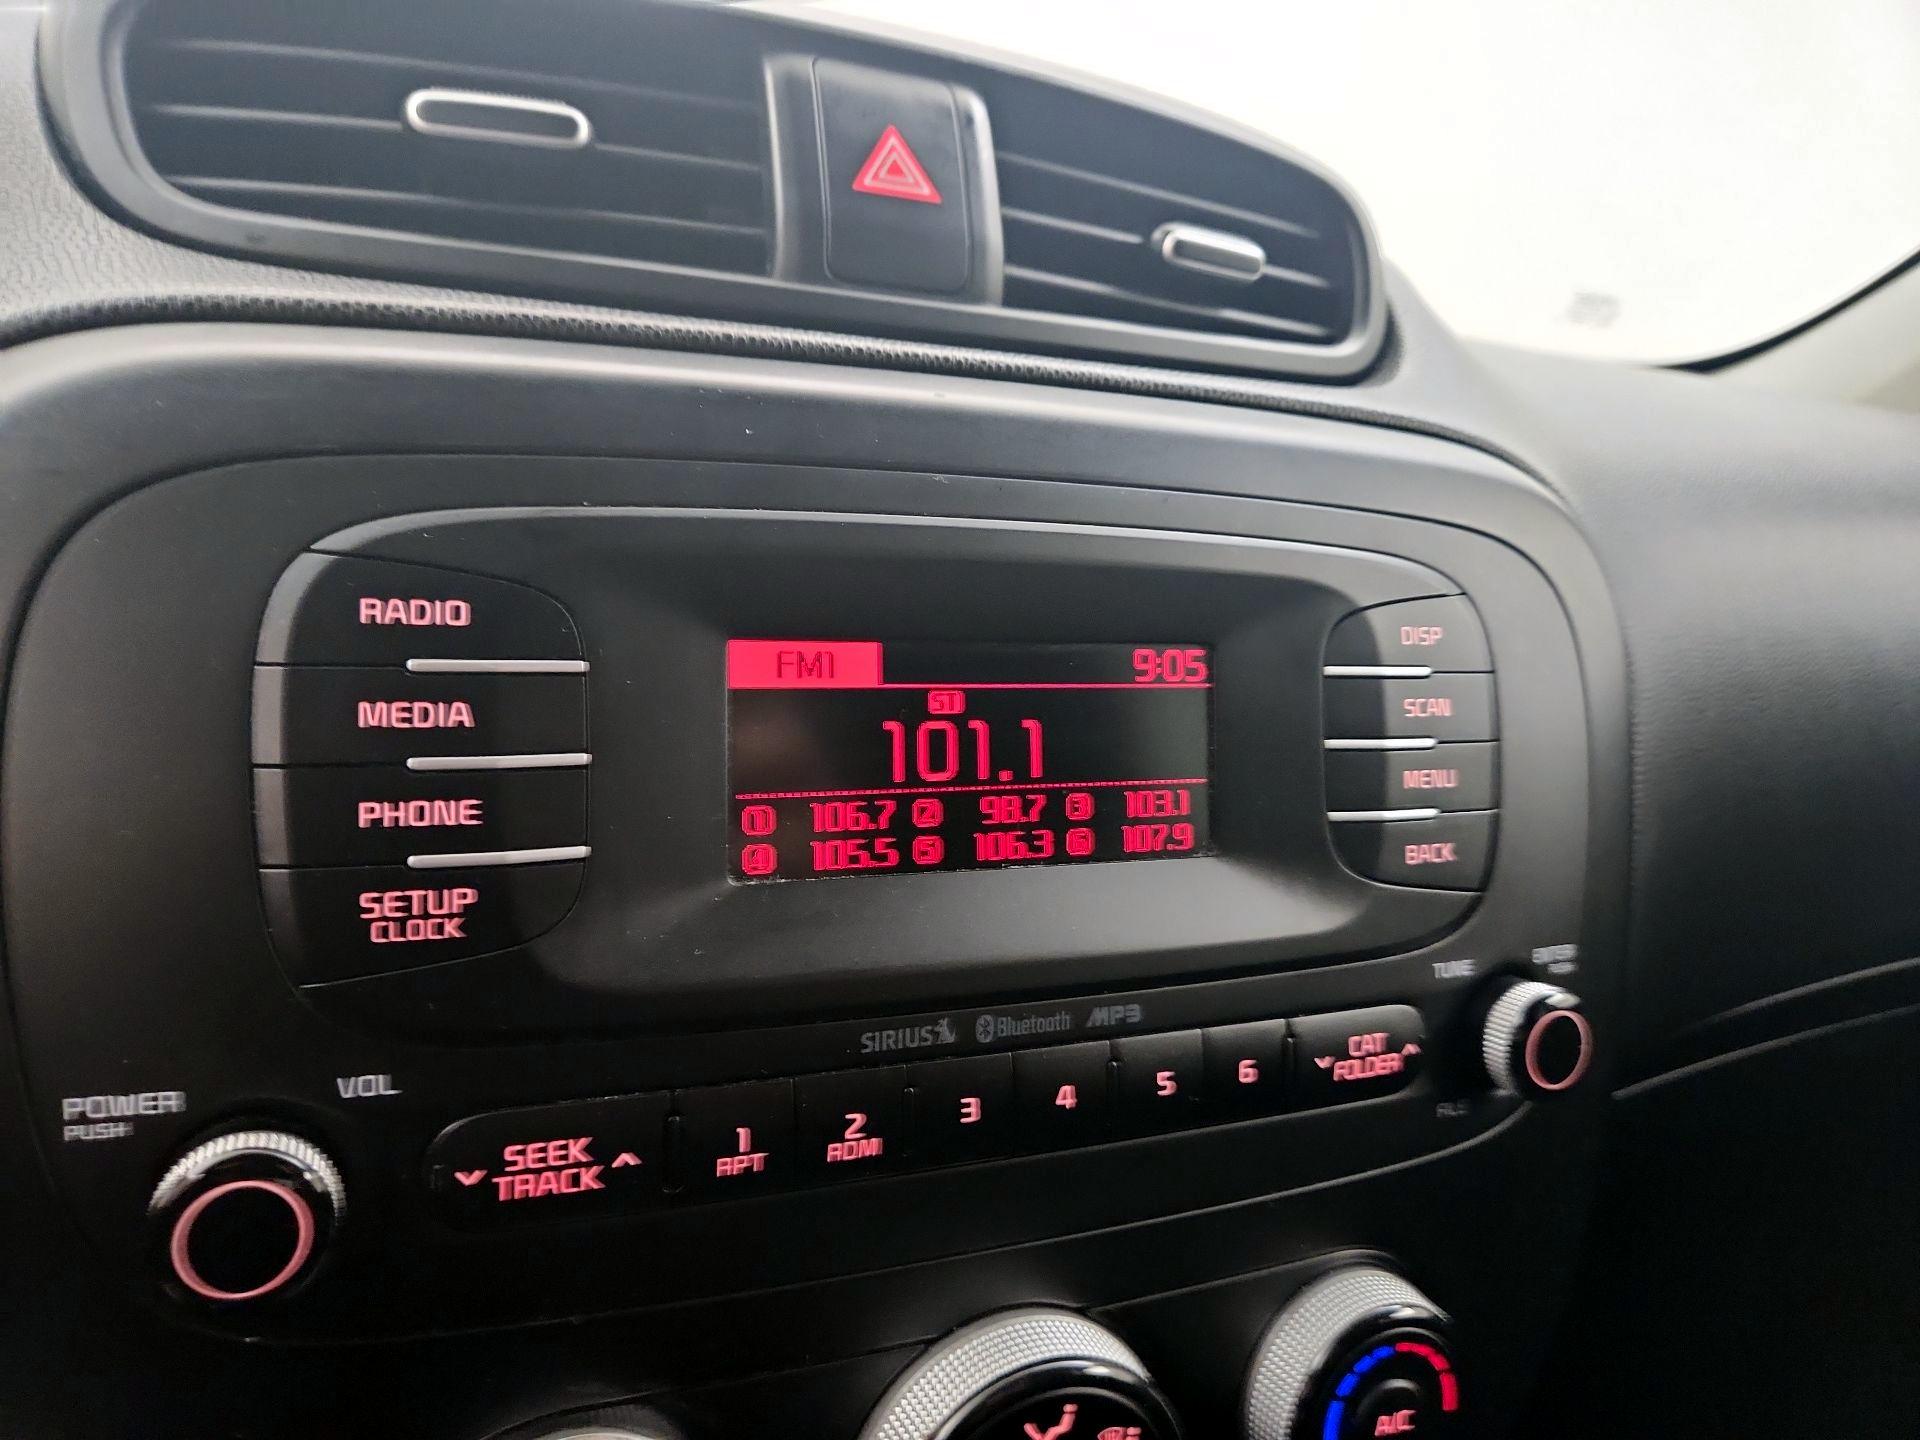 RADIO
MEDIA
PHONE
SETUP
CLOCK
FM1 9:05
ST
101.1
1 106.7 2 98.7 3 103.1
4 105.5 5 106.3 6 107.9
DISP
SCAN
MENU
BACK
TUNE
SIRIUS Bluetooth MP3
POWER
PUSH
VOL
SEEK
TRACK
1
RPT
2
RDM
3
4
5
6
CAT
FOLDER
A/C